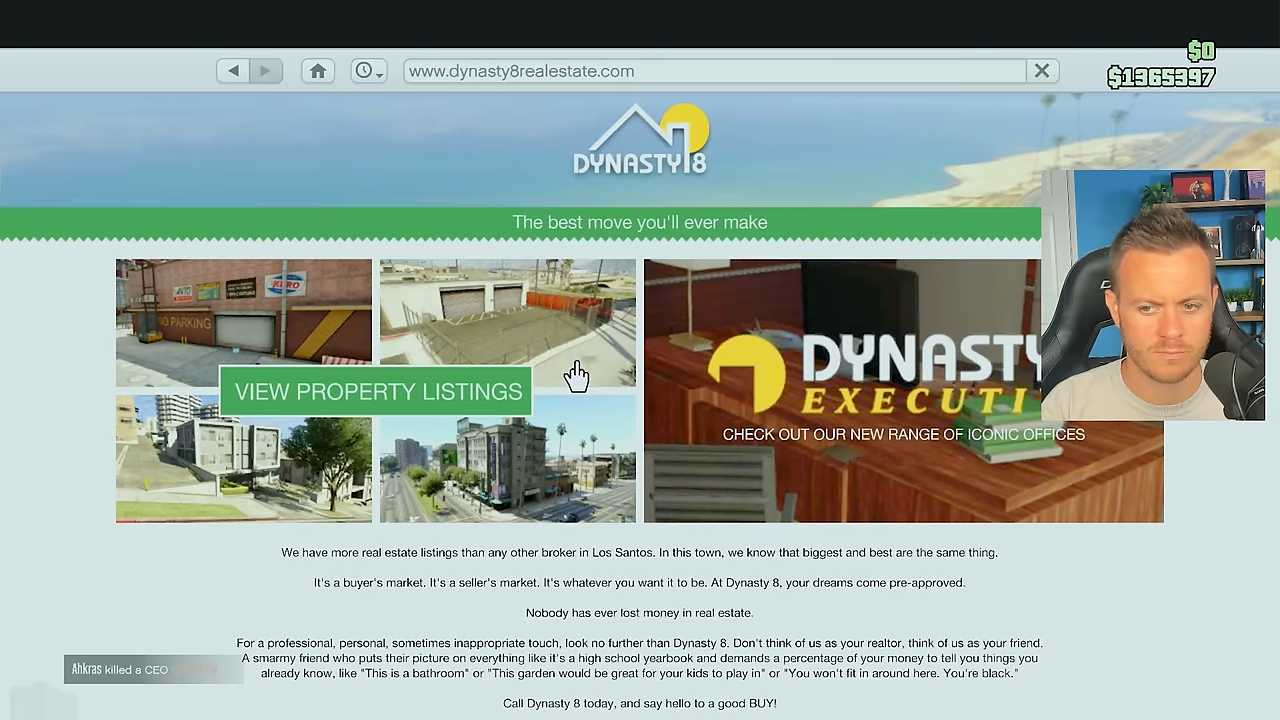 $0
www.dynasty8realestate.com
$1365397
DYNASTY 8
The best move you'll ever make
NO PARKING
XERO
VIEW PROPERTY LISTINGS
DYNASTY
EXECUTI
CHECK OUT OUR NEW RANGE OF ICONIC OFFICES
We have more real estate listings than any other broker in Los Santos. In this town, we know that biggest and best are the same thing.
It's a buyer's market. It's a seller's market. It's whatever you want it to be. At Dynasty 8, your dreams come pre-approved.
Nobody has ever lost money in real estate.
For a professional, personal, sometimes inappropriate touch, look no further than Dynasty 8. Don't think of us as your realtor, think of us as your friend.
A smarmy friend who puts their picture on everything like it's a high school yearbook and demands a percentage of your money to tell you things you
already know, like "This is a bathroom" or "This garden would be great for your kids to play in" or "You won't fit in around here. You're black."
Ahkras killed a CEO
Call Dynasty 8 today, and say hello to a good BUY!